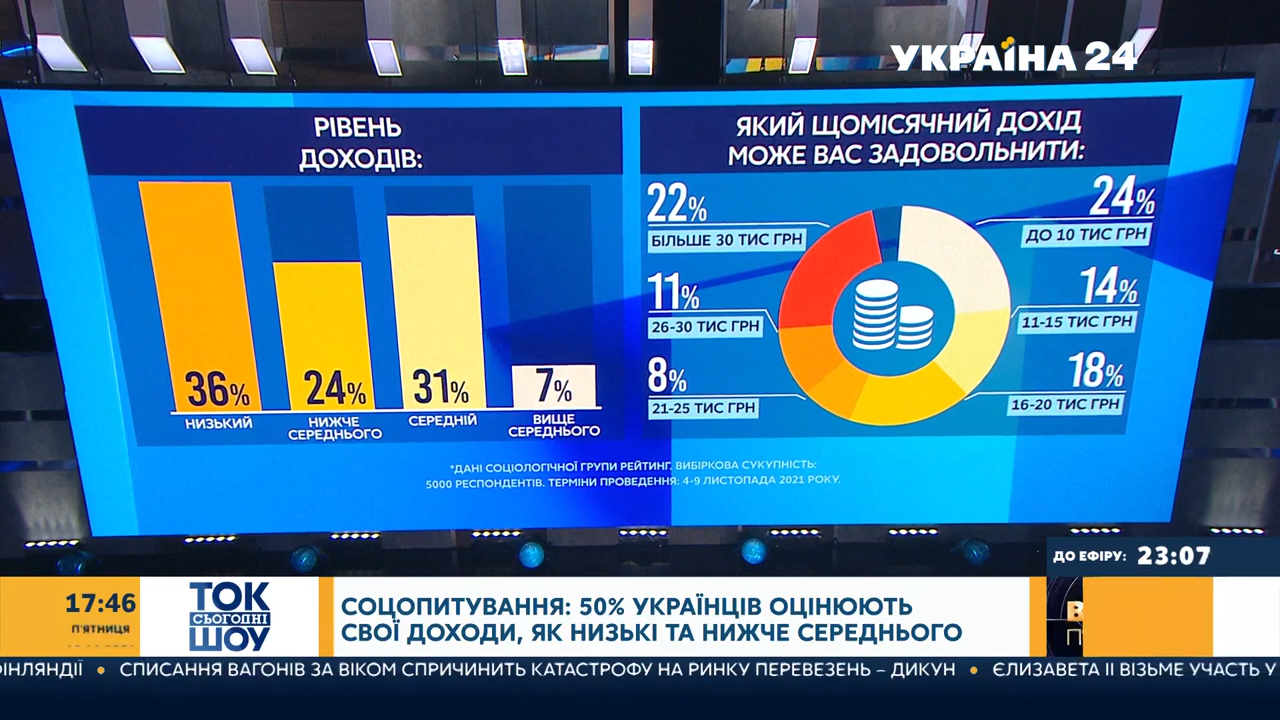 УКРАЇНА 24
РІВЕНЬ
ДОХОДІВ:
36%
24%
31%
7%
НИЗЬКИЙ
НИЖЧЕ
СЕРЕДНЬОГО
СЕРЕДНІЙ
ВИЩЕ
СЕРЕДНЬОГО
ЯКИЙ ЩОМІСЯЧНИЙ ДОХІД
МОЖЕ ВАС ЗАДОВОЛЬНИТИ:
22%
БІЛЬШЕ 30 ТИС ГРН
11%
26-30 ТИС ГРН
8%
21-25 ТИС ГРН
24%
ДО 10 ТИС ГРН
14%
11-15 ТИС ГРН
18%
16-20 ТИС ГРН
*ДАНІ СОЦІОЛОГІЧНОЇ ГРУПИ РЕЙТИНГ. ВИБІРКОВА СУКУПНІСТЬ:
5000 РЕСПОНДЕНТІВ. ТЕРМІНИ ПРОВЕДЕННЯ: 4-9 ЛИСТОПАДА 2021 РОКУ.
ДО ЕФІРУ: 23:07
17:46
П'ЯТНИЦЯ
ТОК
СЬОГОДНІ
ШОУ
СОЦОПИТУВАННЯ: 50% УКРАЇНЦІВ ОЦІНЮЮТЬ
СВОЇ ДОХОДИ, ЯК НИЗЬКІ ТА НИЖЧЕ СЕРЕДНЬОГО
ІНЛЯНДІЇ • СПИСАННЯ ВАГОНІВ ЗА ВІКОМ СПРИЧИНИТЬ КАТАСТРОФУ НА РИНКУ ПЕРЕВЕЗЕНЬ – ДИКУН • ЄЛИЗАВЕТА ІІ ВІЗЬМЕ УЧАСТЬ У